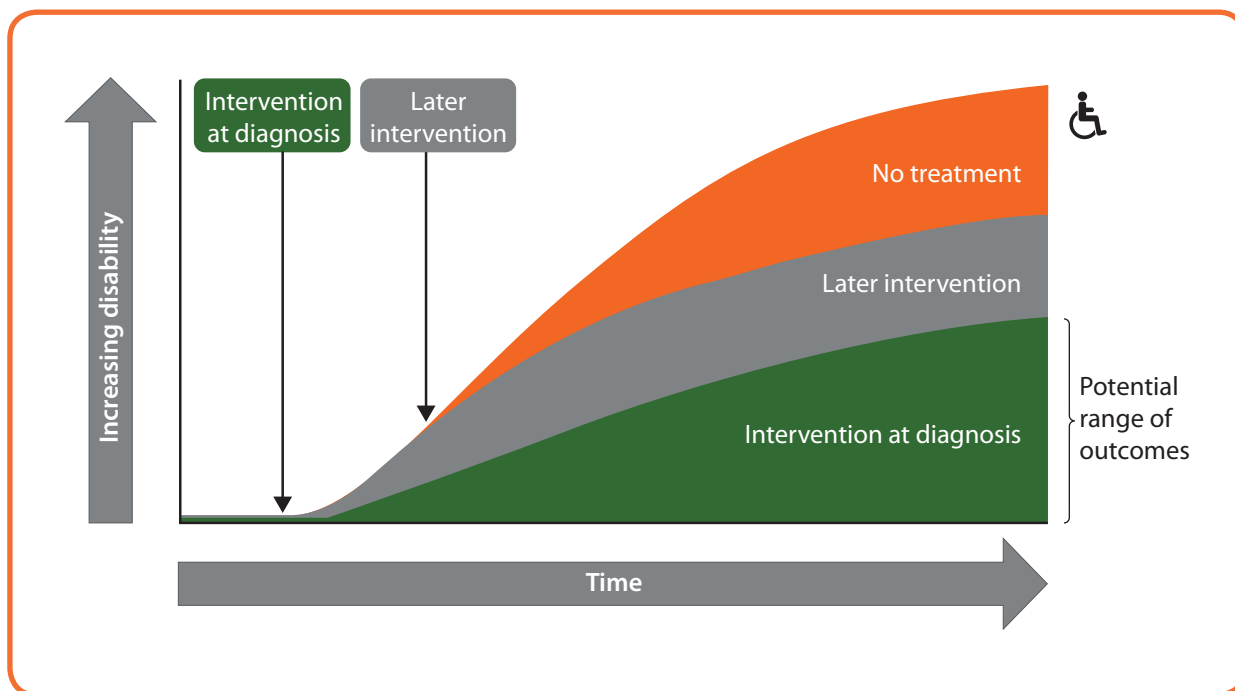 Intervention
at diagnosis
Later
intervention
Increasing disability
No treatment
Later intervention
Intervention at diagnosis
Potential
range of
outcomes
Time